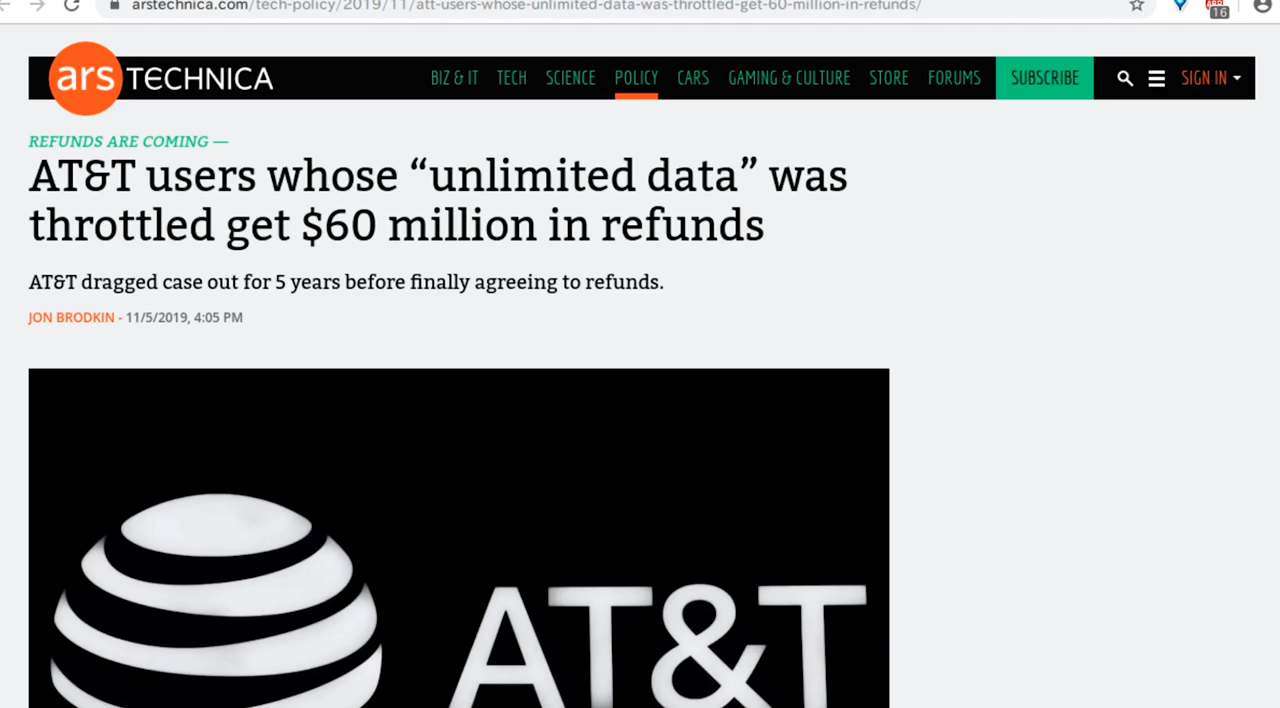 arstechnica.com/tech-policy/2019/11/att-users-whose-unlimited-data-was-throttled-get-60-million-in-refunds/
16
ars TECHNICA
BIZ & IT TECH SCIENCE POLICY CARS GAMING & CULTURE STORE FORUMS SUBSCRIBE SIGN IN
REFUNDS ARE COMING —
AT&T users whose “unlimited data” was
throttled get $60 million in refunds
AT&T dragged case out for 5 years before finally agreeing to refunds.
JON BRODKIN - 11/5/2019, 4:05 PM
AT&T